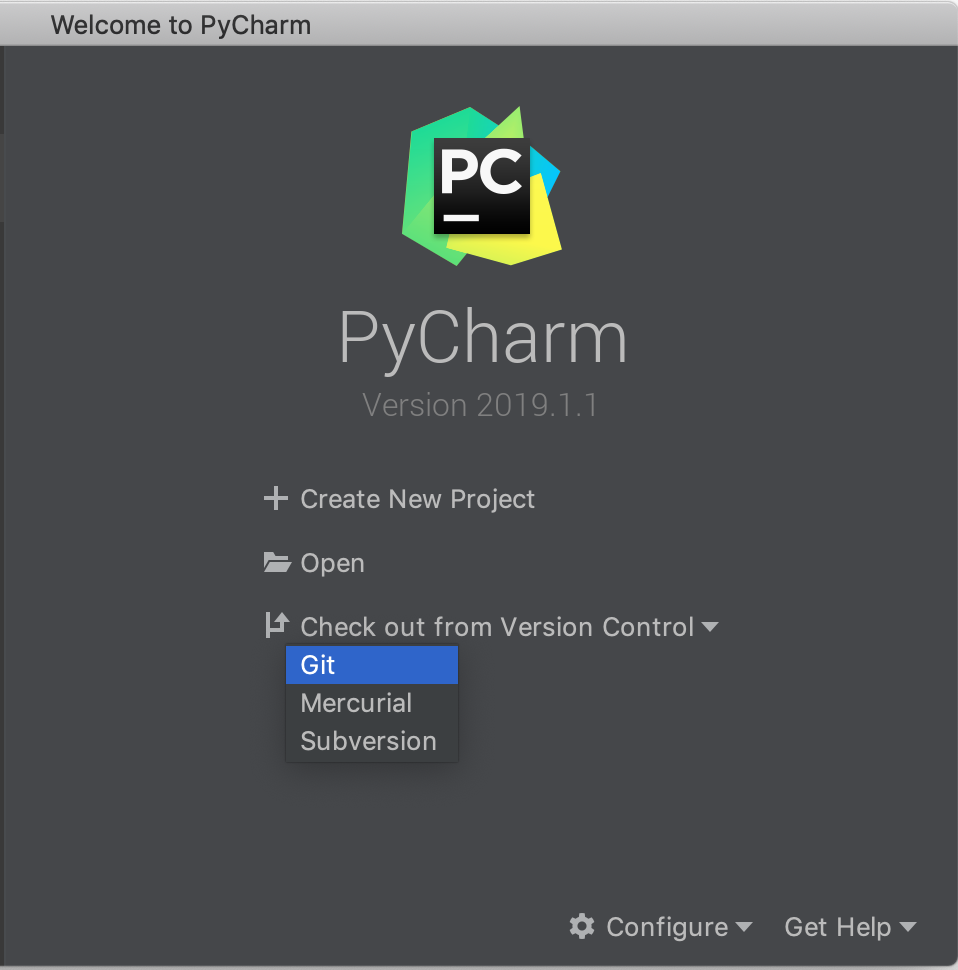 Welcome to PyCharm
PC
PyCharm
Version 2019.1.1
Create New Project
Open
Check out from Version Control
Git
Mercurial
Subversion
Configure Get Help